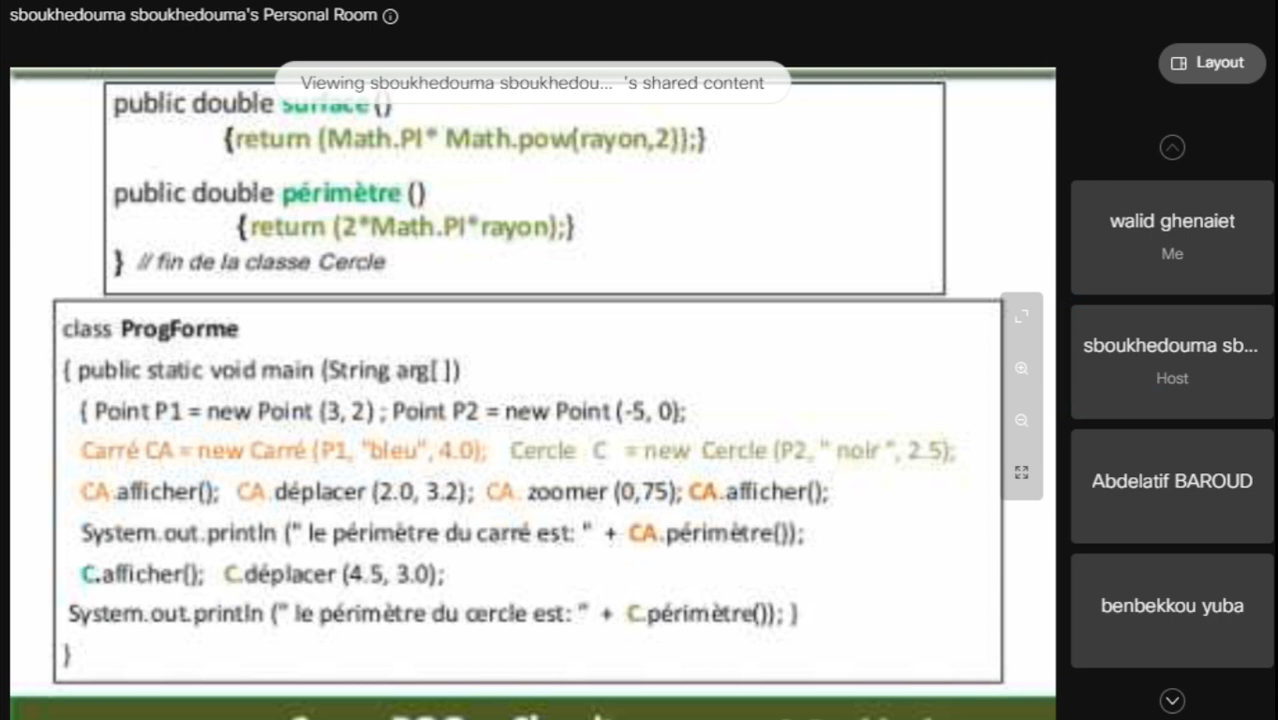 sboukhedouma sboukhedouma's Personal Room
Viewing sboukhedouma sboukhedou... 's shared content
Layout
public double surface ()
{return (Math.PI* Math.pow(rayon,2));}
public double périmètre ()
{return (2*Math.PI*rayon);}
} // fin de la classe Cercle
class ProgForme
{ public static void main (String arg[ ])
{ Point P1 = new Point (3, 2) ; Point P2 = new Point (-5, 0);
Carré CA = new Carré (P1, "bleu", 4.0); Cercle C = new Cercle (P2, " noir ", 2.5);
CA.afficher(); CA.déplacer (2.0, 3.2); CA. zoomer (0,75); CA.afficher();
System.out.println (" le périmètre du carré est: " + CA.périmètre());
C.afficher(); C.déplacer (4.5, 3.0);
System.out.println (" le périmètre du cercle est: " + C.périmètre()); }
}
walid ghenaiet
Me
sboukhedouma sb...
Host
Abdelatif BAROUD
benbekkou yuba